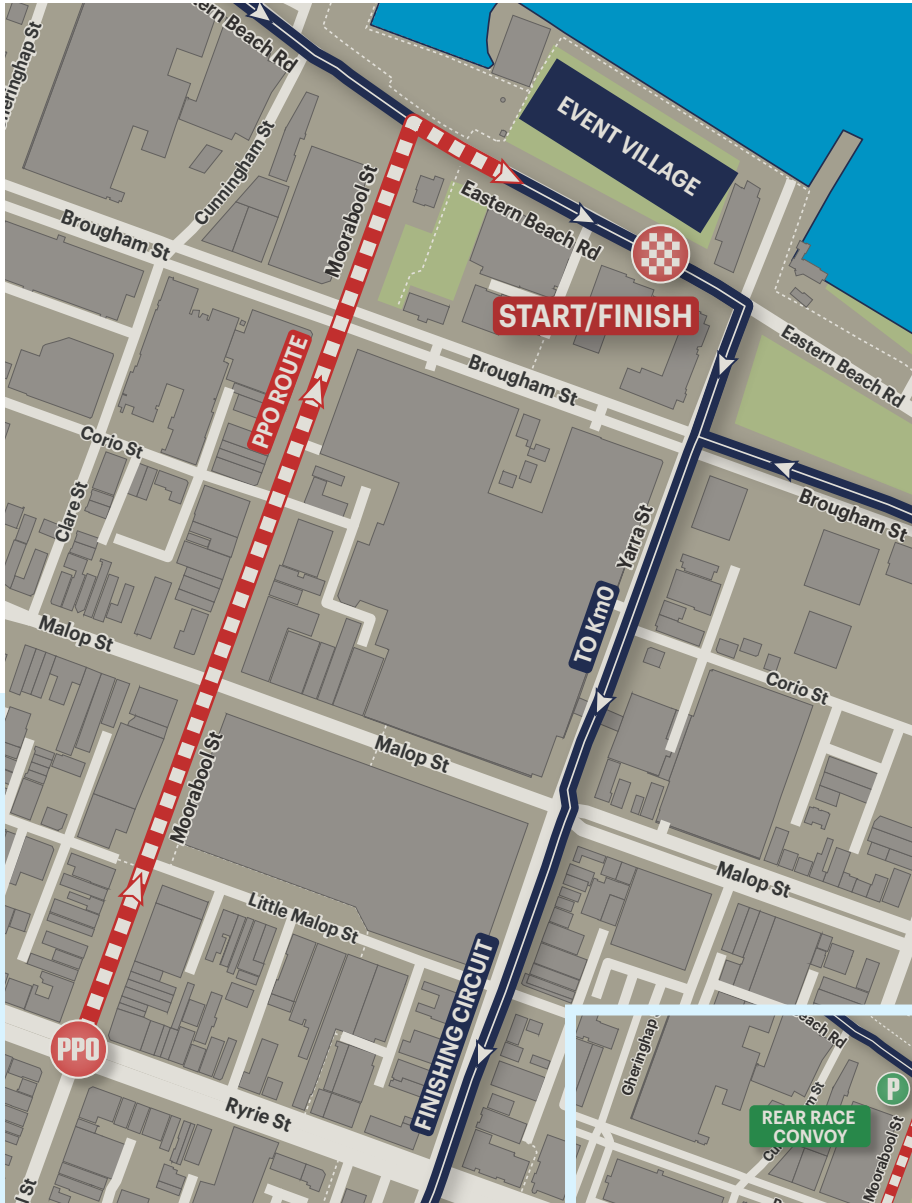 Eastern Beach Rd
Gheringhap St
EVENT VILLAGE
Cunningham St
Moorabool St
Eastern Beach Rd
Brougham St
START/FINISH
PPO ROUTE
Eastern Beach Rd
Brougham St
Corio St
Clare St
Brougham St
Yarra St
TO Km0
Malop St
Corio St
Moorabool St
Malop St
Malop St
Little Malop St
FINISHING CIRCUIT
PPO
Ryrie St
Gheringhap
Beach Rd
P
REAR RACE
CONVOY
Moorabool St